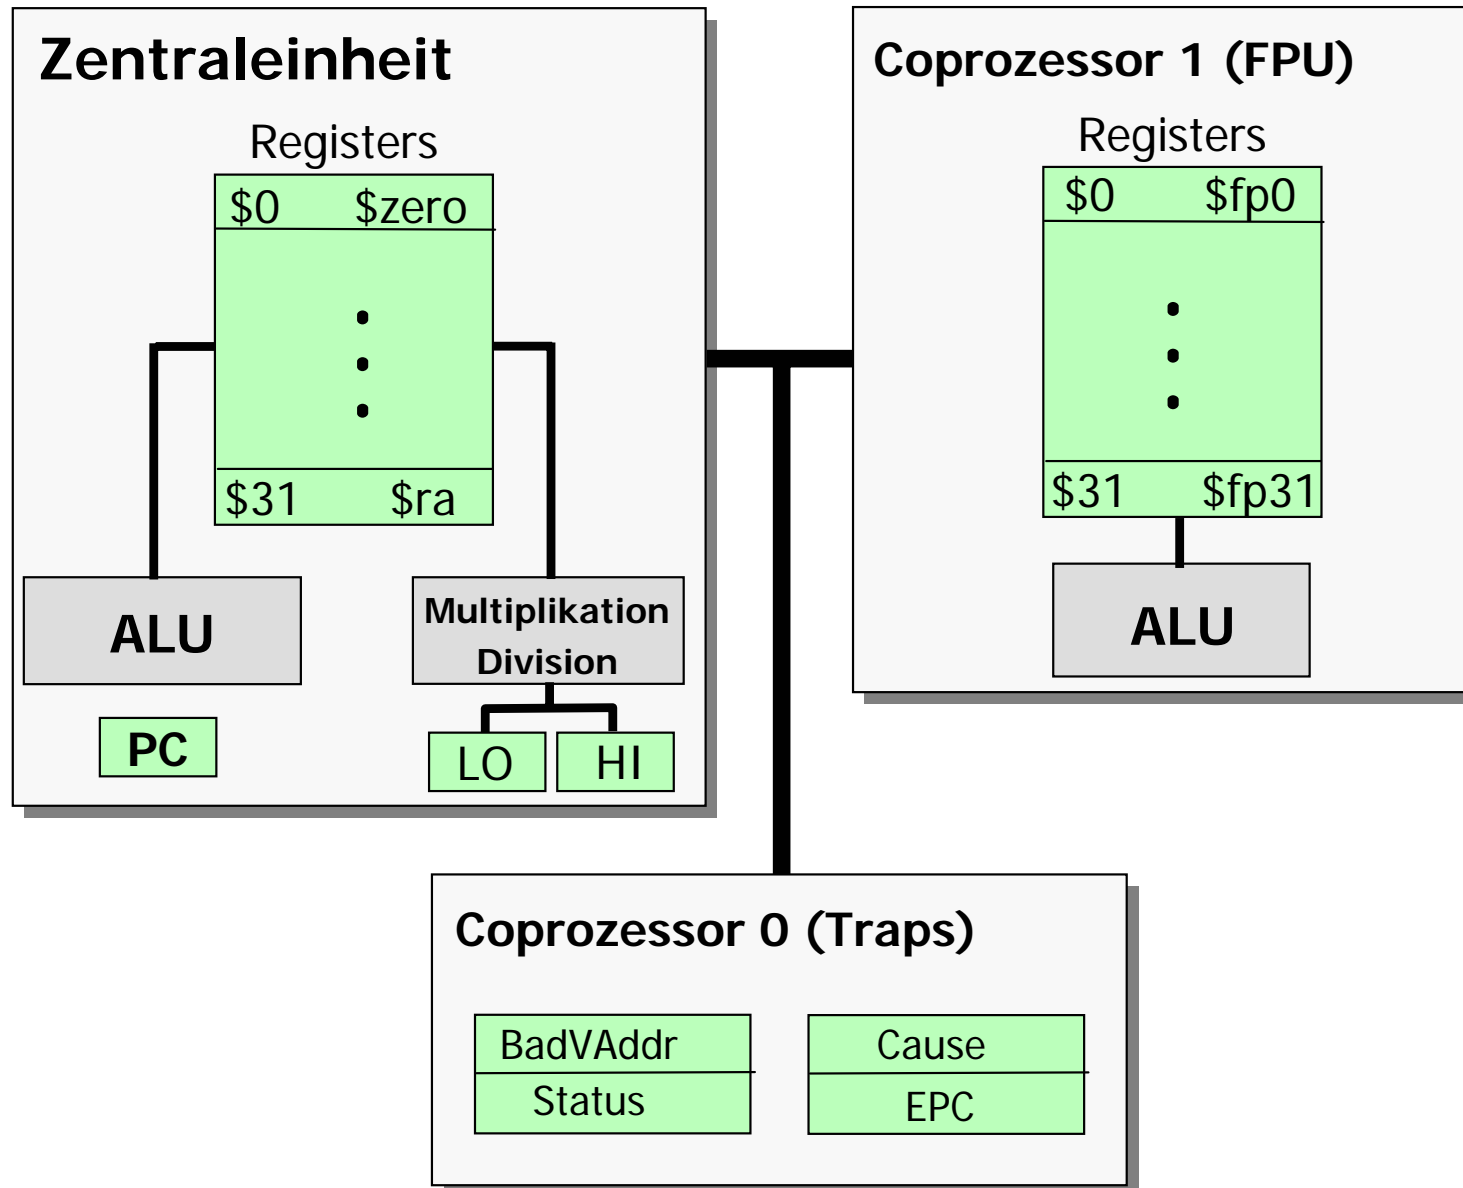 Zentraleinheit
Registers
$0 $zero
$31 $ra
ALU
Multiplikation
Division
PC
LO
HI
Coprozessor 1 (FPU)
Registers
$0 $fp0
$31 $fp31
ALU
Coprozessor 0 (Traps)
BadVAddr
Status
Cause
EPC